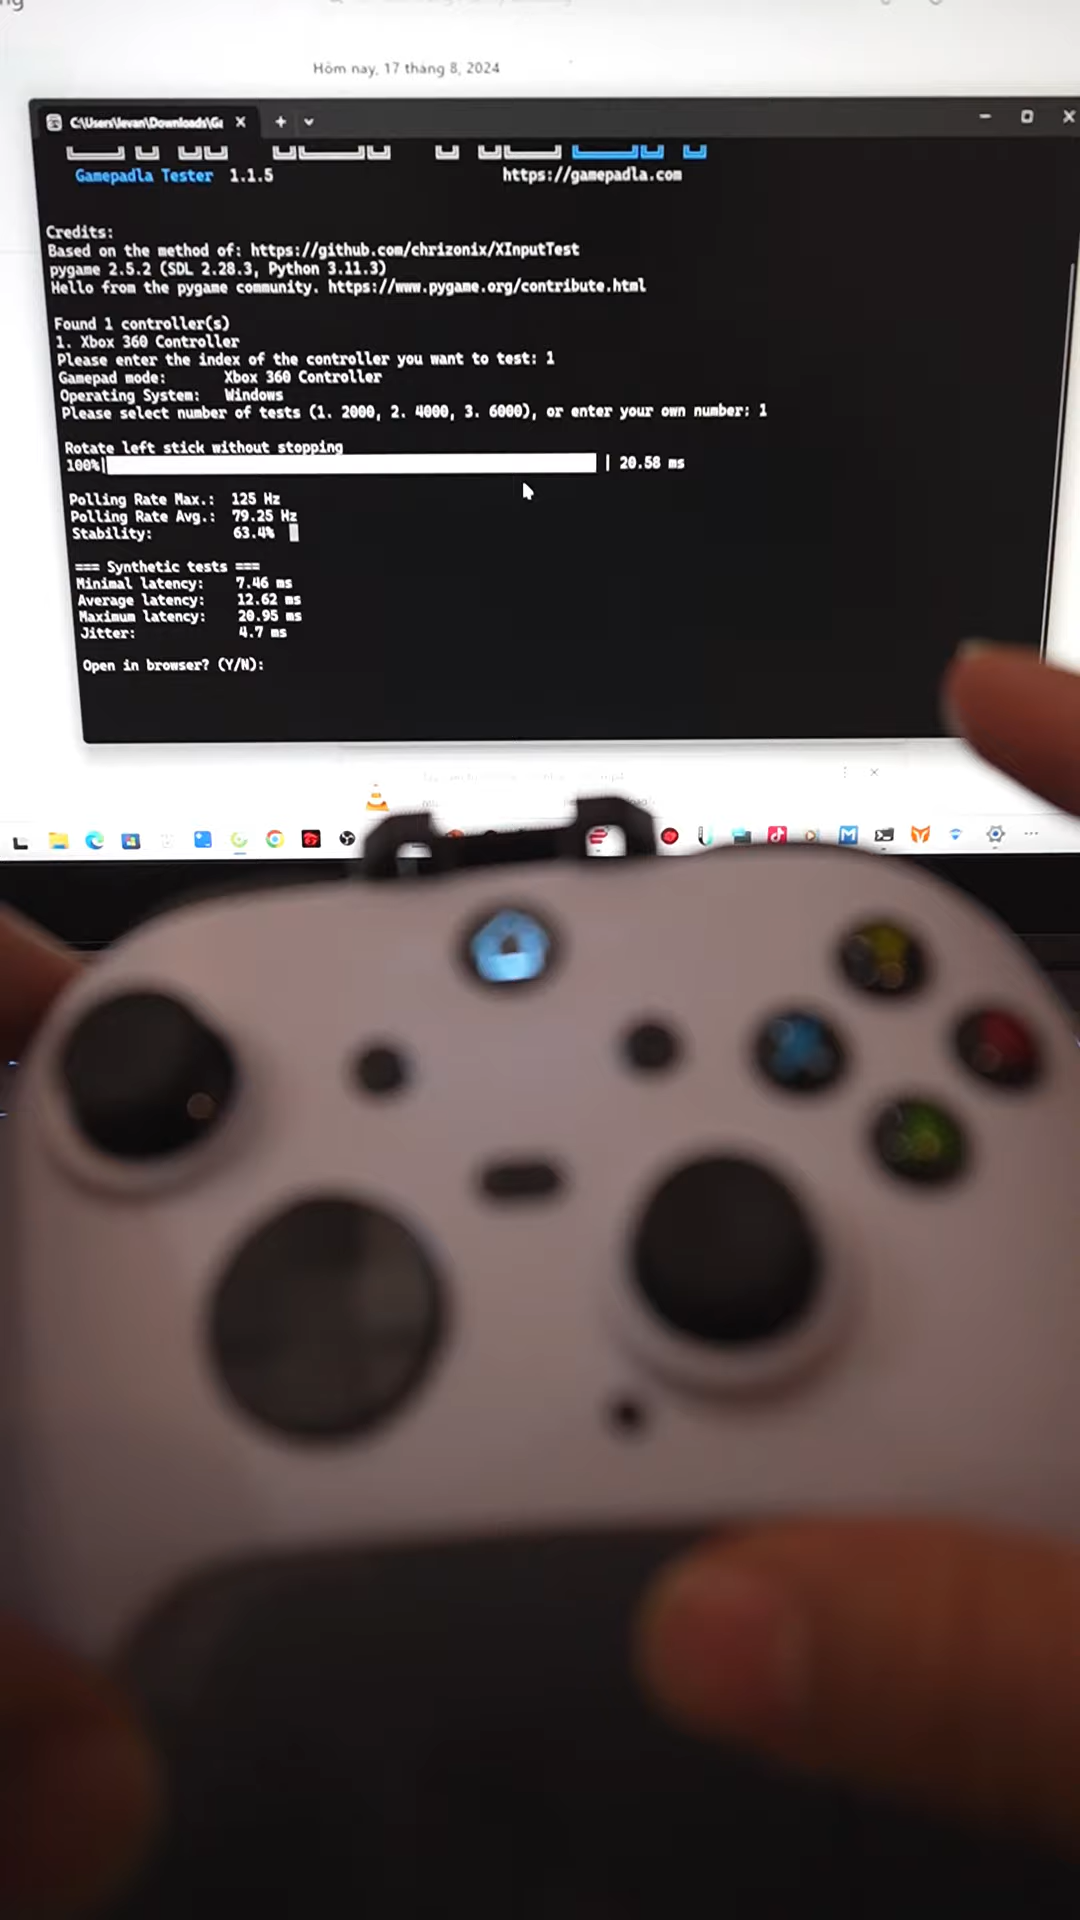 Hôm nay, 17 tháng 8, 2024
C:\Users\levan\Downloads\Ga
Gamepadla Tester 1.1.5 https://gamepadla.com
Credits:
Based on the method of: https://github.com/chrizonix/XInputTest
pygame 2.5.2 (SDL 2.28.3, Python 3.11.3)
Hello from the pygame community. https://www.pygame.org/contribute.html
Found 1 controller(s)
1. Xbox 360 Controller
Please enter the index of the controller you want to test: 1
Gamepad mode: Xbox 360 Controller
Operating System: Windows
Please select number of tests (1. 2000, 2. 4000, 3. 6000), or enter your own number: 1
Rotate left stick without stopping
100%| | 20.58 ms
Polling Rate Max.: 125 Hz
Polling Rate Avg.: 79.25 Hz
Stability: 63.4%
=== Synthetic tests ===
Minimal latency: 7.46 ms
Average latency: 12.62 ms
Maximum latency: 20.95 ms
Jitter: 4.7 ms
Open in browser? (Y/N):